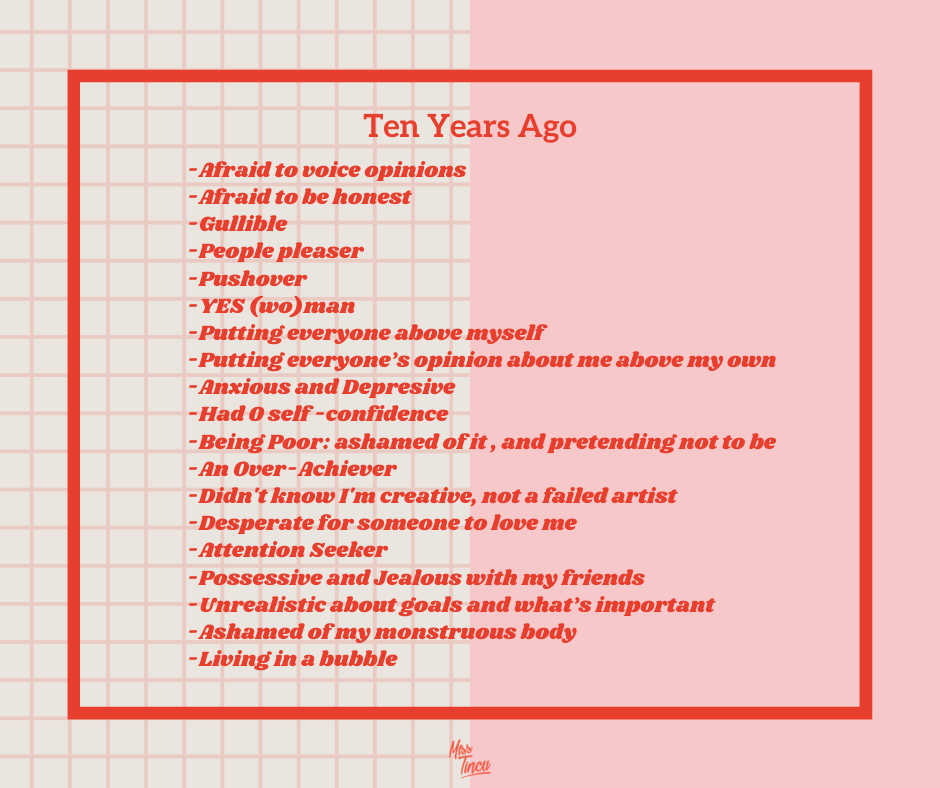 Ten Years Ago
-Afraid to voice opinions
-Afraid to be honest
-Gullible
-People pleaser
-Pushover
-YES (wo)man
-Putting everyone above myself
-Putting everyone’s opinion about me above my own
-Anxious and Depresive
-Had 0 self -confidence
-Being Poor: ashamed of it , and pretending not to be
-An Over-Achiever
-Didn't know I'm creative, not a failed artist
-Desperate for someone to love me
-Attention Seeker
-Possessive and Jealous with my friends
-Unrealistic about goals and what’s important
-Ashamed of my monstruous body
-Living in a bubble
Miss
Tincu